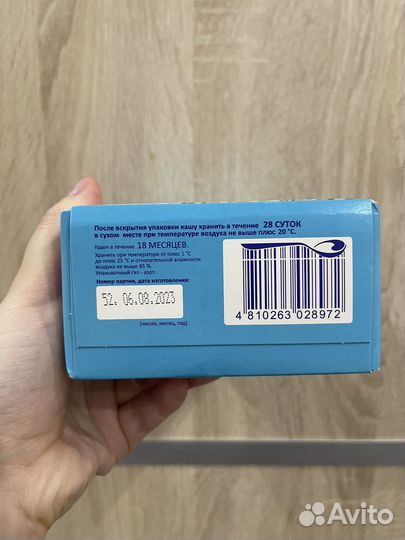 После вскрытия упаковки кашу хранить в течение 28 СУТОК
в сухом месте при температуре воздуха не выше плюс 20 °С.
Годен в течение 18 МЕСЯЦЕВ.
Хранить при температуре от плюс 1 °С
до плюс 25 °С и относительной влажности
воздуха не выше 85 %.
Упаковочный газ - азот.
Номер партии, дата изготовления:
52. 06.08.2023
(число, месяц, год)
4 810263 028972
Avito